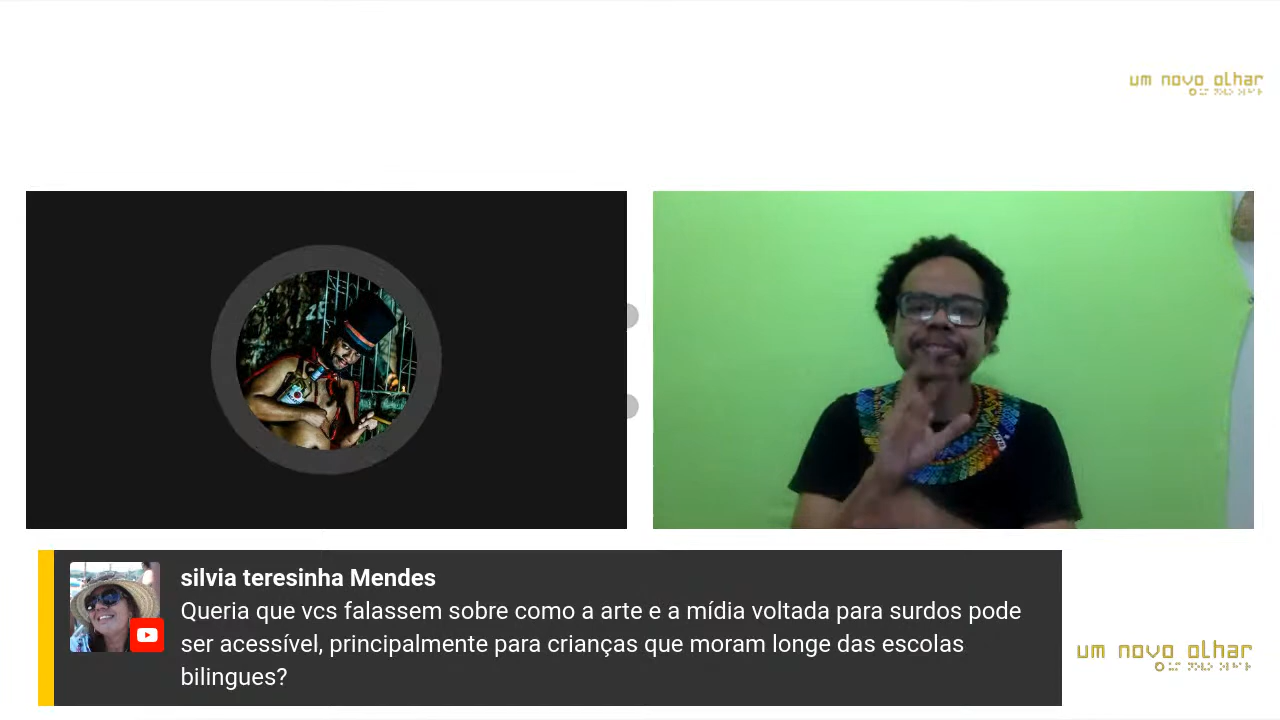 um novo olhar
silvia teresinha Mendes
Queria que vcs falassem sobre como a arte e a mídia voltada para surdos pode
ser acessível, principalmente para crianças que moram longe das escolas
bilingues?
um novo olhar